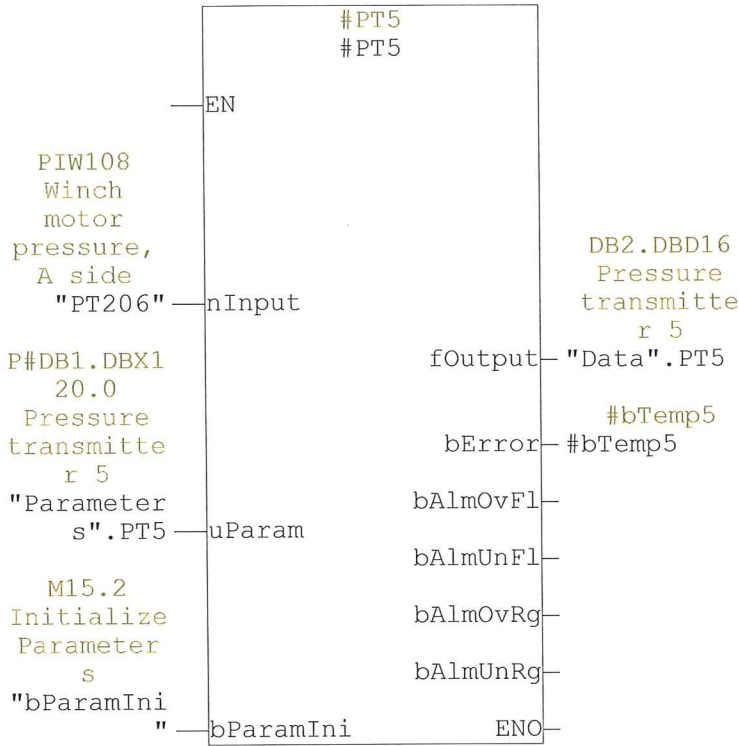 #PT5
#PT5
EN
PIW108
Winch
motor
pressure,
A side
"PT206"
nInput
P#DB1.DBX1
20.0
Pressure
transmitte
r 5
"Parameter
s".PT5
uParam
M15.2
Initialize
Parameter
s
"bParamIni
"
bParamIni
DB2.DBD16
Pressure
transmitte
r 5
fOutput
"Data".PT5
#bTemp5
bError
#bTemp5
bAlmOvFl
bAlmUnFl
bAlmOvRg
bAlmUnRg
ENO